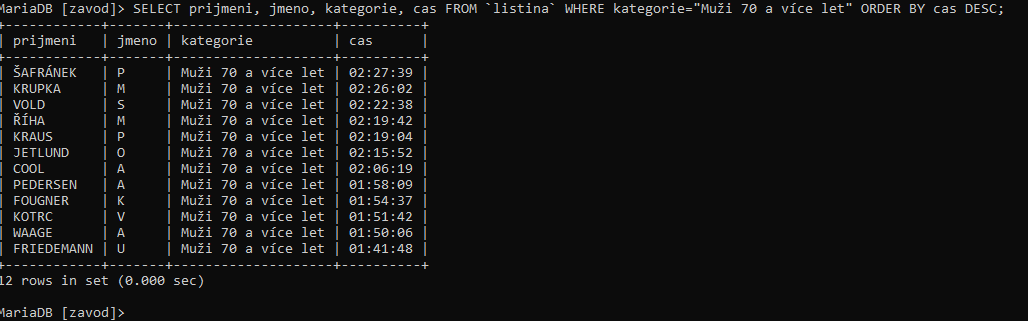 MariaDB [zavod]> SELECT prijmeni, jmeno, kategorie, cas FROM `listina` WHERE kategorie="Muži 70 a více let" ORDER BY cas DESC;
+------------+-------+--------------------+----------+
| prijmeni   | jmeno | kategorie          | cas      |
+------------+-------+--------------------+----------+
| ŠAFRÁNEK   | P     | Muži 70 a více let | 02:27:39 |
| KRUPKA     | M     | Muži 70 a více let | 02:26:02 |
| VOLD       | S     | Muži 70 a více let | 02:22:38 |
| ŘÍHA       | M     | Muži 70 a více let | 02:19:42 |
| KRAUS      | P     | Muži 70 a více let | 02:19:04 |
| JETLUND    | O     | Muži 70 a více let | 02:15:52 |
| COOL       | A     | Muži 70 a více let | 02:06:19 |
| PEDERSEN   | A     | Muži 70 a více let | 01:58:09 |
| FOUGNER    | K     | Muži 70 a více let | 01:54:37 |
| KOTRC      | V     | Muži 70 a více let | 01:51:42 |
| WAAGE      | A     | Muži 70 a více let | 01:50:06 |
| FRIEDEMANN | U     | Muži 70 a více let | 01:41:48 |
+------------+-------+--------------------+----------+
12 rows in set (0.000 sec)
MariaDB [zavod]>